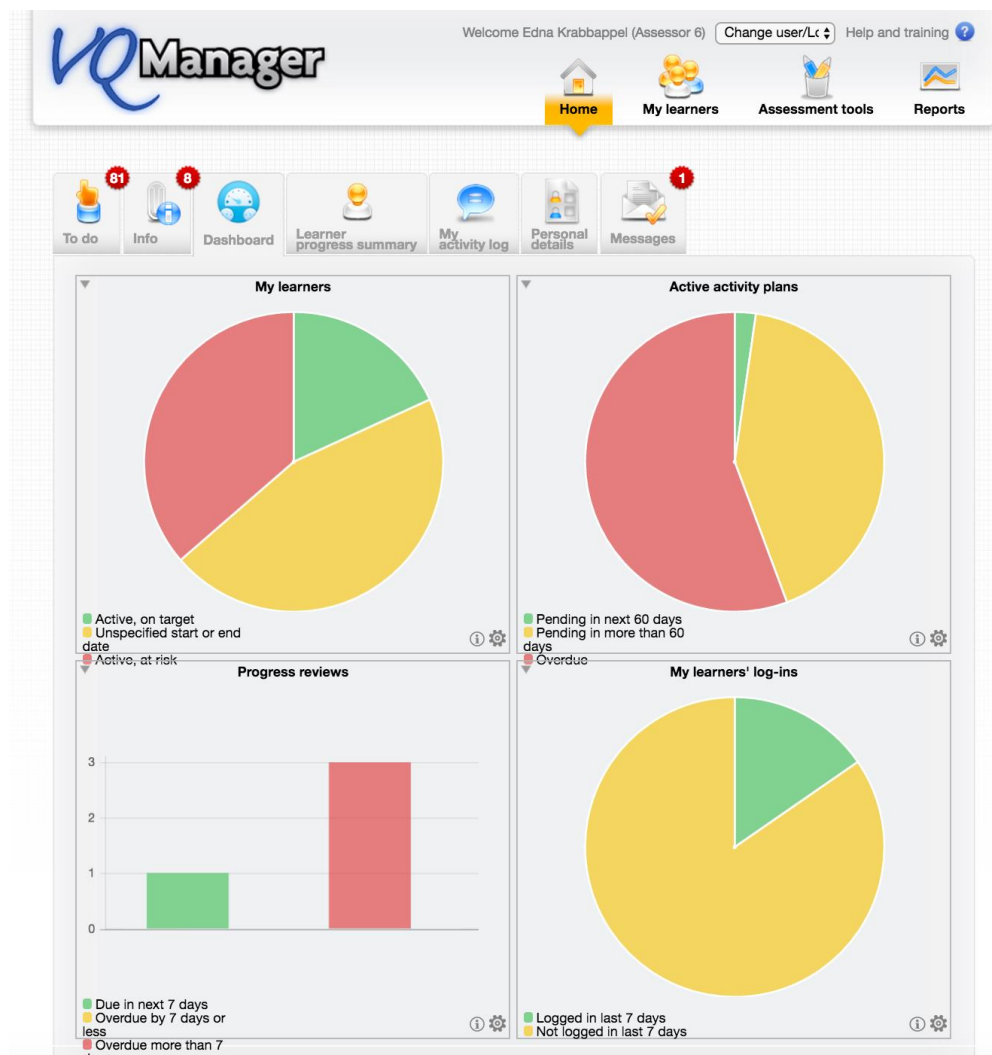 VQManager
Welcome Edna Krabbappel (Assessor 6) Change user/Lc Help and training ?
Home My learners Assessment tools Reports
81 8 1
To do Info Dashboard Learner progress summary My activity log Personal details Messages
My learners
Active, on target
Unspecified start or end
date
Active, at risk
Active activity plans
Pending in next 60 days
Pending in more than 60
days
Overdue
Progress reviews
3
2
1
0
Due in next 7 days
Overdue by 7 days or
less
Overdue more than 7
My learners' log-ins
Logged in last 7 days
Not logged in last 7 days